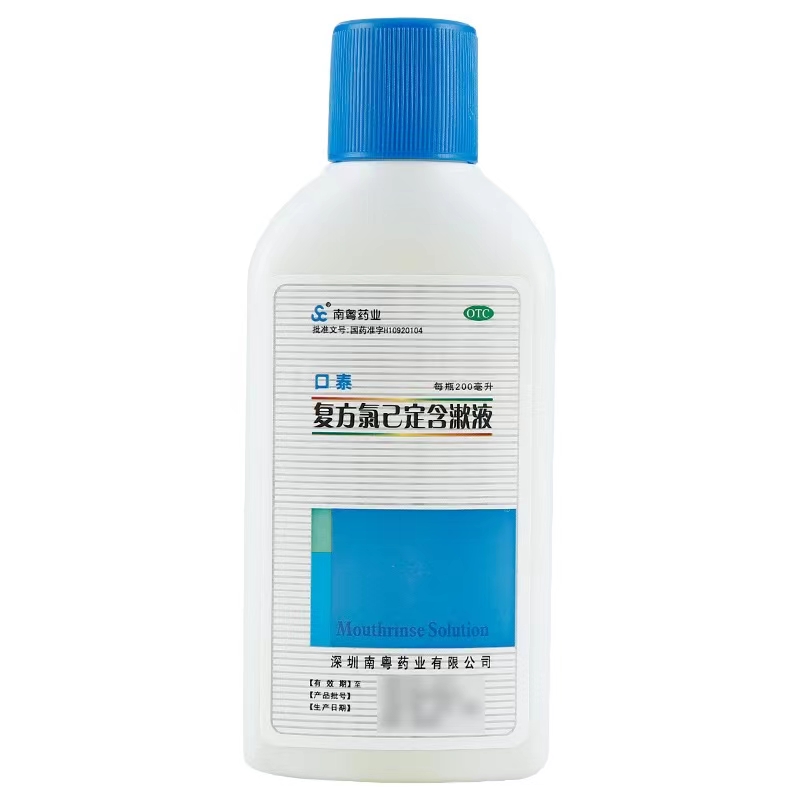 南粤药业
OTC
批准文号:国药准字H10920104
口泰
每瓶200毫升
复方氯己定含漱液
Mouthrinse Solution
深圳南粤药业有限公司
【有 效 期】至
【产品批号】
【生产日期】